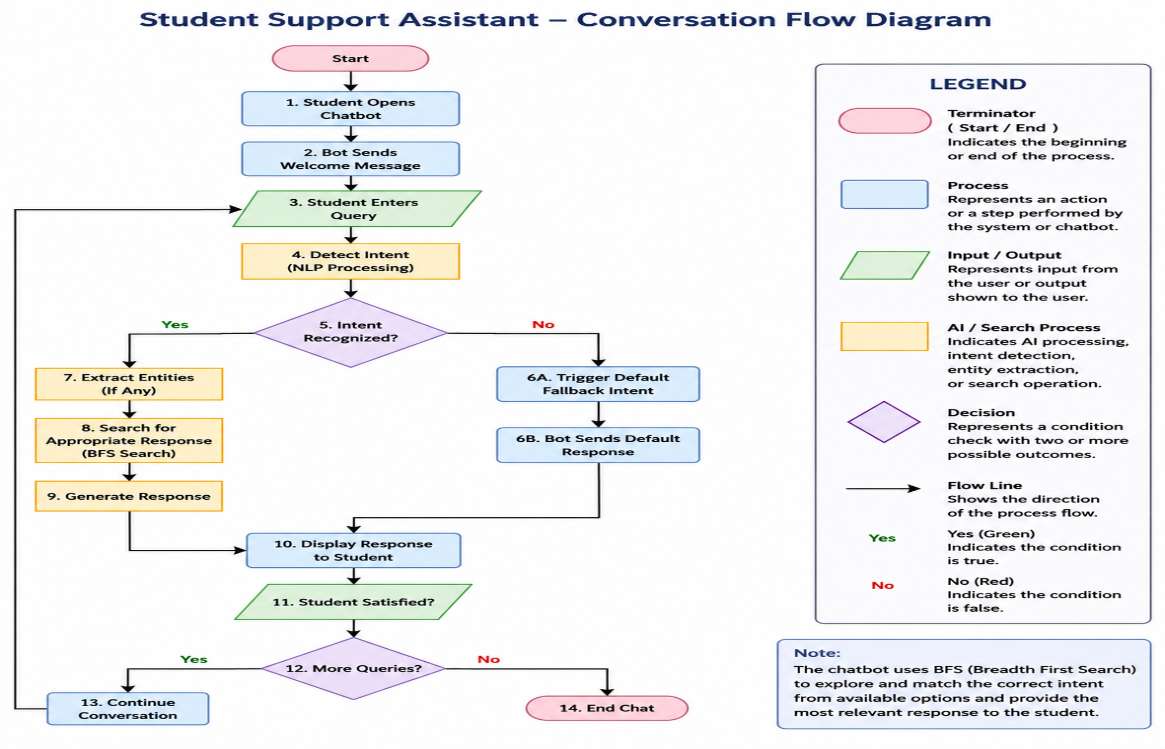 Student Support Assistant – Conversation Flow Diagram
Start
1. Student Opens
Chatbot
2. Bot Sends
Welcome Message
3. Student Enters
Query
4. Detect Intent
(NLP Processing)
5. Intent
Recognized?
Yes
No
7. Extract Entities
(If Any)
8. Search for
Appropriate Response
(BFS Search)
9. Generate Response
6A. Trigger Default
Fallback Intent
6B. Bot Sends Default
Response
10. Display Response
to Student
11. Student Satisfied?
12. More Queries?
Yes
No
13. Continue
Conversation
14. End Chat
LEGEND
Terminator
( Start / End )
Indicates the beginning
or end of the process.
Process
Represents an action
or a step performed by
the system or chatbot.
Input / Output
Represents input from
the user or output
shown to the user.
AI / Search Process
Indicates AI processing,
intent detection,
entity extraction,
or search operation.
Decision
Represents a condition
check with two or more
possible outcomes.
Flow Line
Shows the direction
of the process flow.
Yes
Yes (Green)
Indicates the condition
is true.
No
No (Red)
Indicates the condition
is false.
Note:
The chatbot uses BFS (Breadth First Search)
to explore and match the correct intent
from available options and provide the
most relevant response to the student.